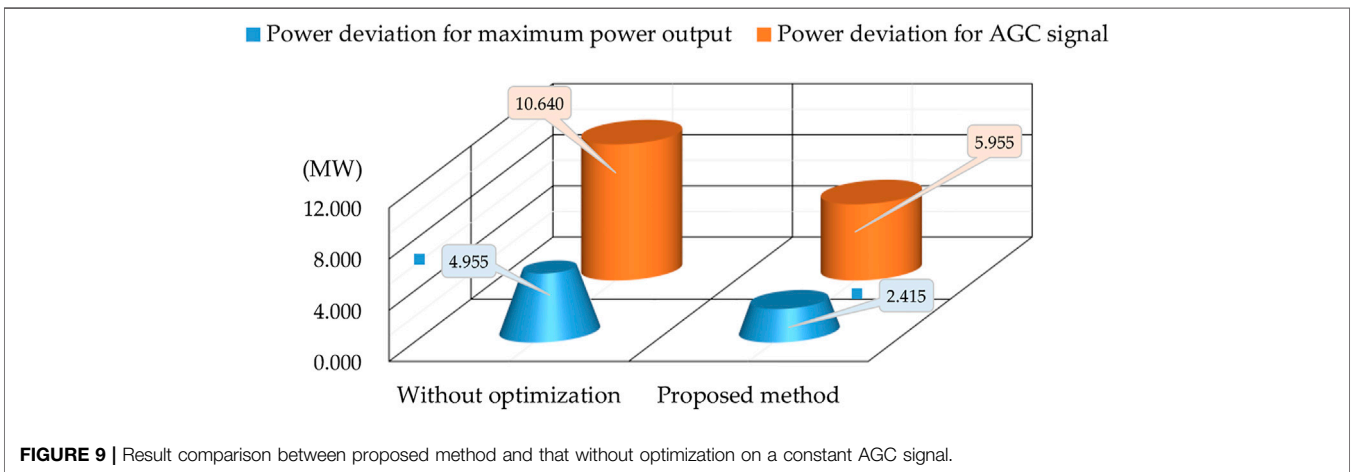 Power deviation for maximum power output Power deviation for AGC signal
10.640
5.955
(MW)
12.000
8.000
4.955
4.000
2.415
0.000
Without optimization Proposed method
FIGURE 9 | Result comparison between proposed method and that without optimization on a constant AGC signal.